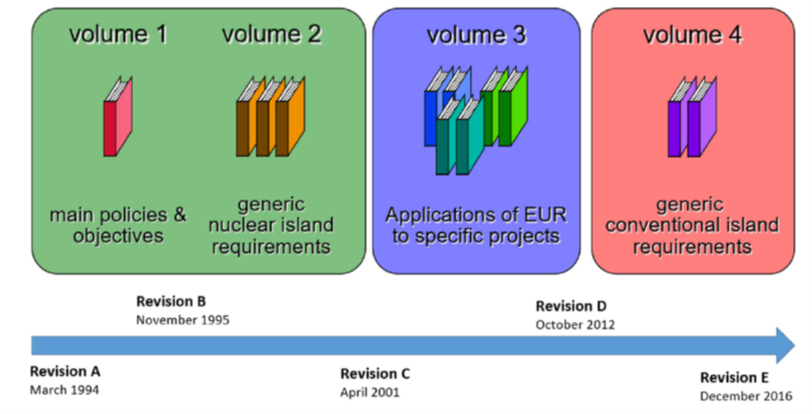 volume 1
main policies &
objectives
volume 2
generic
nuclear island
requirements
volume 3
Applications of EUR
to specific projects
volume 4
generic
conventional island
requirements
Revision A
March 1994
Revision B
November 1995
Revision C
April 2001
Revision D
October 2012
Revision E
December 2016